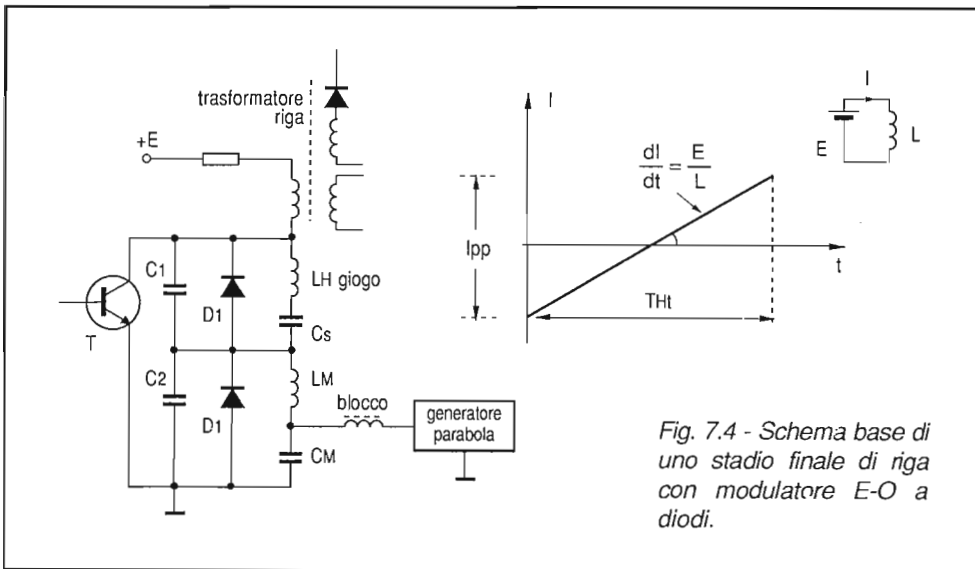 trasformatore
riga
+E
C1
D1
LH giogo
Cs
T
C2
D1
LM
blocco
CM
generatore
parabola
I
dI/dt = E/L
Ipp
THt
t
I
E
L
Fig. 7.4 - Schema base di
uno stadio finale di riga
con modulatore E-O a
diodi.